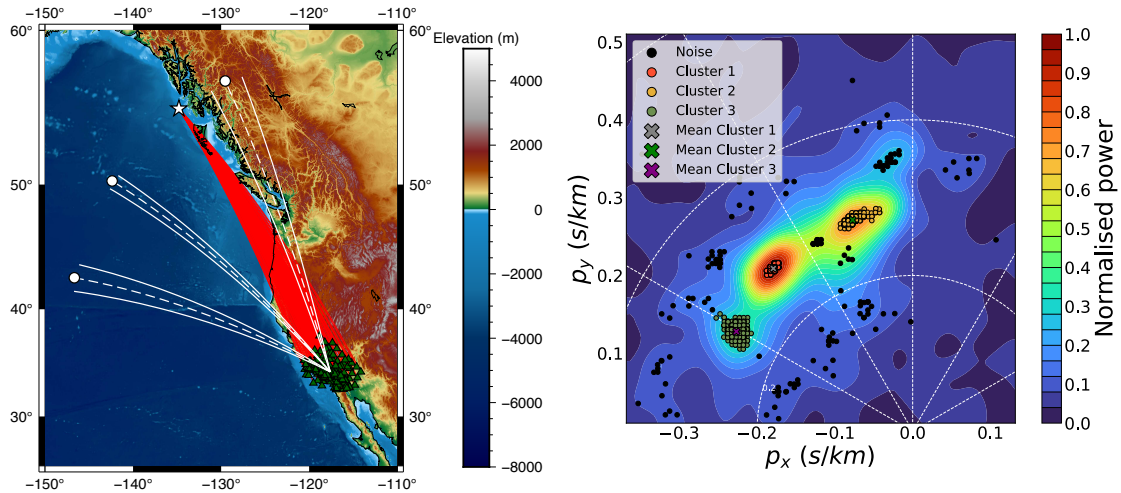 −150° −140° −130° −120° −110°
60° 60°
50° 50°
40° 40°
30° 30°
−150° −140° −130° −120° −110°
Elevation (m)
4000
2000
0
−2000
−4000
−6000
−8000
Noise
Cluster 1
Cluster 2
Cluster 3
Mean Cluster 1
Mean Cluster 2
Mean Cluster 3
0.5
0.4
0.3
0.2
0.1
p_y (s/km)
0.2
−0.3 −0.2 −0.1 0.0 0.1
p_x (s/km)
1.0
0.9
0.8
0.7
0.6
0.5
0.4
0.3
0.2
0.1
0.0
Normalised power